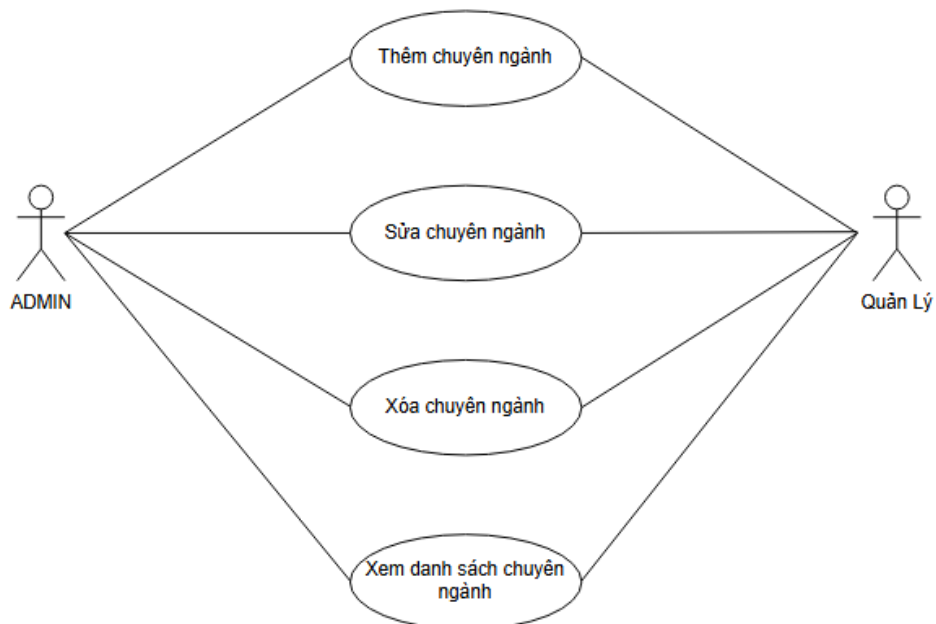 Thêm chuyên ngành
Sửa chuyên ngành
ADMIN
Quản Lý
Xóa chuyên ngành
Xem danh sách chuyên
ngành